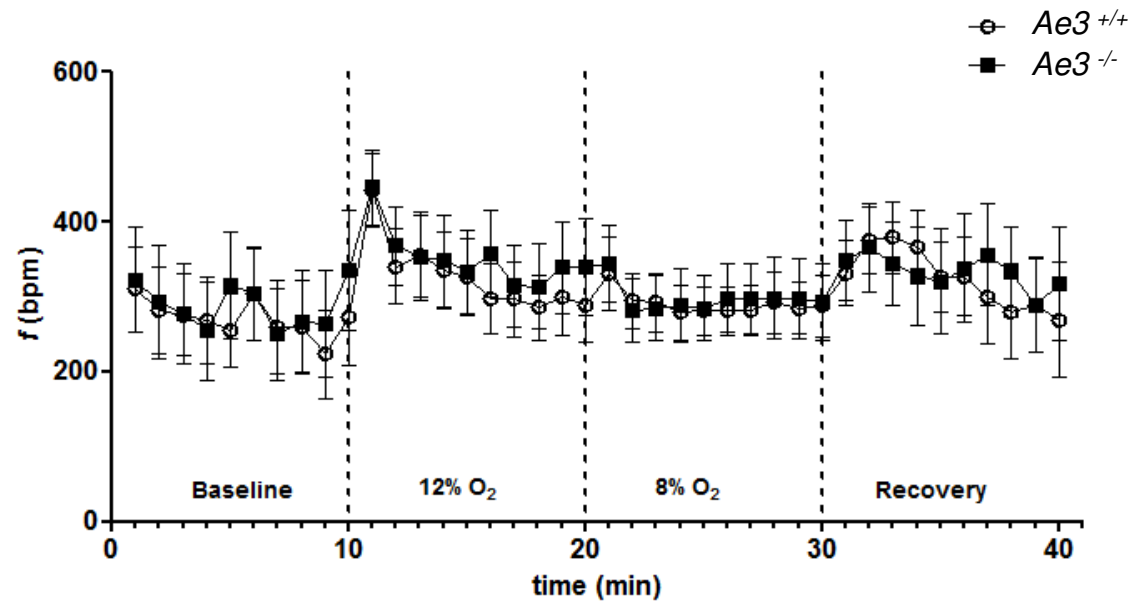 Ae3 +/+
Ae3 -/-
600
400
200
0
f (bpm)
Baseline
12% O₂
8% O₂
Recovery
0
10
20
30
40
time (min)